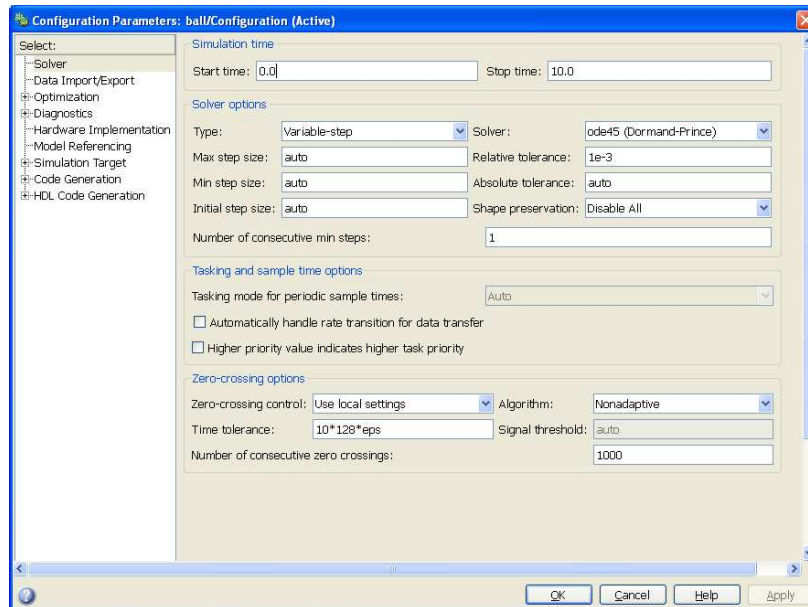 Configuration Parameters: ball/Configuration (Active)
Select:
Solver
Data Import/Export
Optimization
Diagnostics
Hardware Implementation
Model Referencing
Simulation Target
Code Generation
HDL Code Generation
Simulation time
Start time: 0.0 Stop time: 10.0
Solver options
Type: Variable-step Solver: ode45 (Dormand-Prince)
Max step size: auto Relative tolerance: 1e-3
Min step size: auto Absolute tolerance: auto
Initial step size: auto Shape preservation: Disable All
Number of consecutive min steps: 1
Tasking and sample time options
Tasking mode for periodic sample times: Auto
Automatically handle rate transition for data transfer
Higher priority value indicates higher task priority
Zero-crossing options
Zero-crossing control: Use local settings Algorithm: Nonadaptive
Time tolerance: 10*128*eps Signal threshold: auto
Number of consecutive zero crossings: 1000
OK Cancel Help Apply